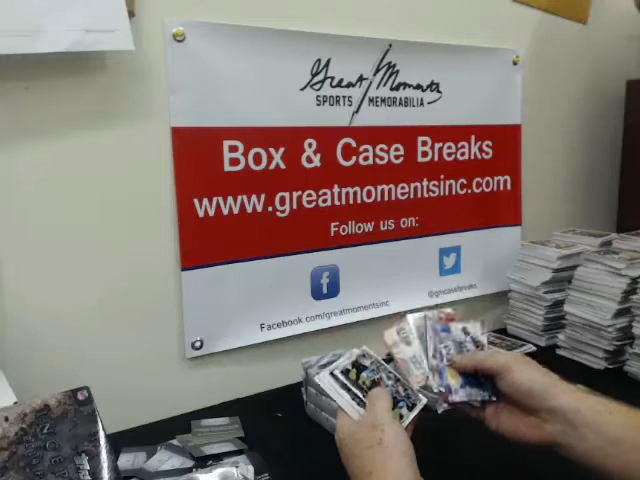 Great Moments
SPORTS MEMORABILIA
Box & Case Breaks
www.greatmomentsinc.com
Follow us on:
Facebook.com/greatmomentsinc
@gmcasebreaks